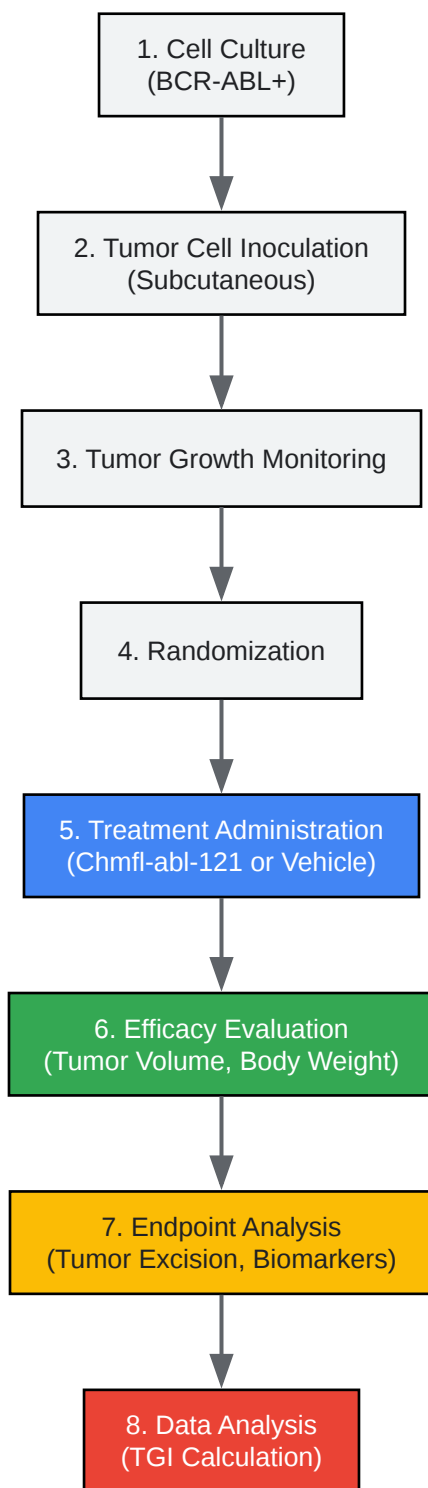 1. Cell Culture
(BCR-ABL+)
2. Tumor Cell Inoculation
(Subcutaneous)
3. Tumor Growth Monitoring
4. Randomization
5. Treatment Administration
(Chmfl-abl-121 or Vehicle)
6. Efficacy Evaluation
(Tumor Volume, Body Weight)
7. Endpoint Analysis
(Tumor Excision, Biomarkers)
8. Data Analysis
(TGI Calculation)